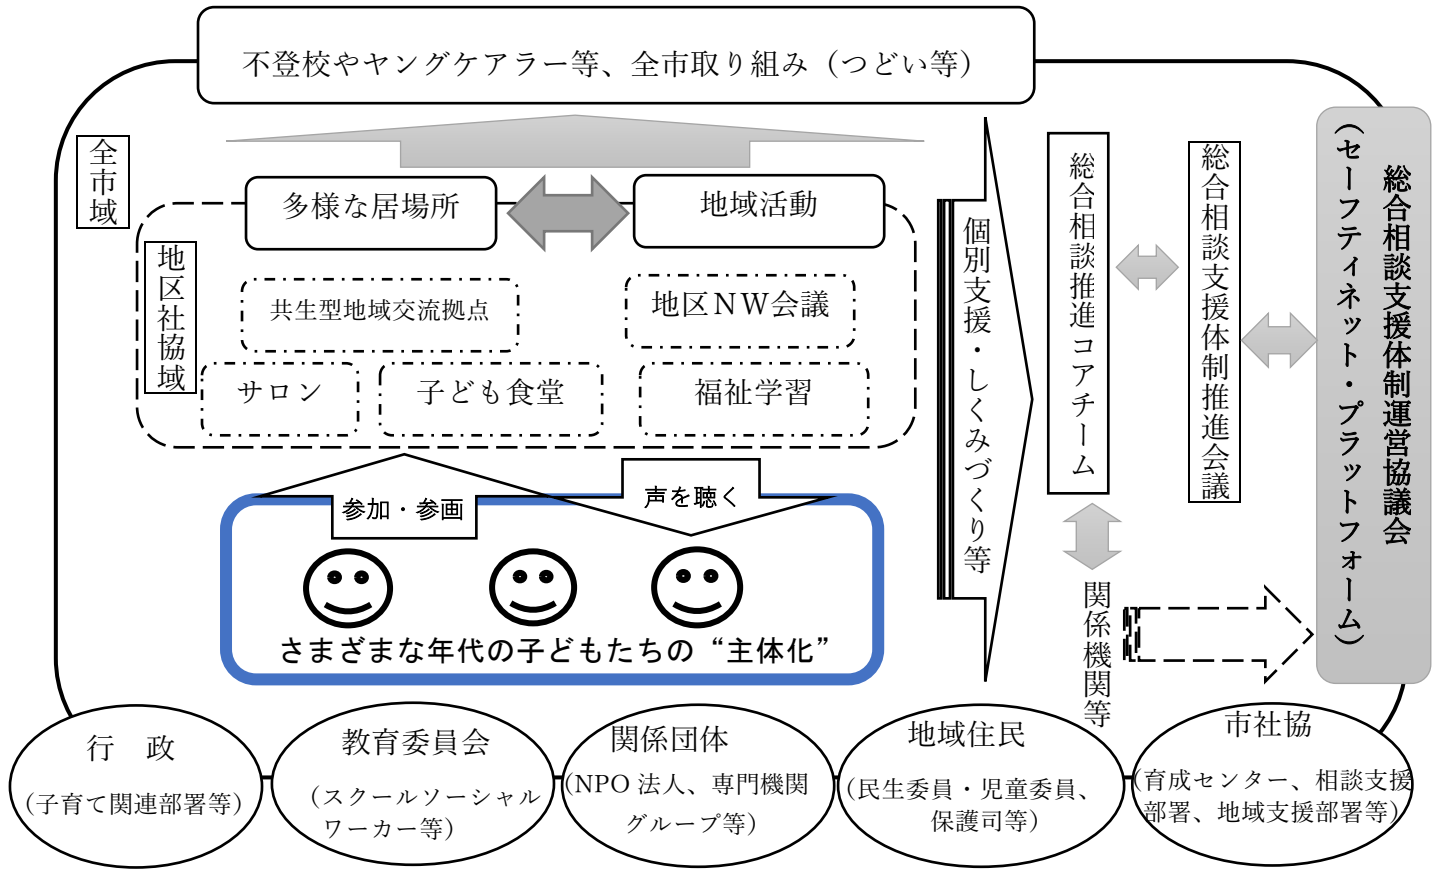 不登校やヤングケアラー等、全市取り組み（つどい等）
全市域
地区社協域
多様な居場所
地域活動
共生型地域交流拠点
地区ＮＷ会議
サロン
子ども食堂
福祉学習
参加・参画
声を聴く
さまざまな年代の子どもたちの“主体化”
個別支援・しくみづくり等
総合相談推進コアチーム
総合相談支援体制推進会議
総合相談支援体制運営協議会
（セーフティネット・プラットフォーム）
関係機関等
行　政
（子育て関連部署等）
教育委員会
（スクールソーシャル
ワーカー等）
関係団体
（NPO 法人、専門機関
グループ等）
地域住民
（民生委員・児童委員、
保護司等）
市社協
（育成センター、相談支援
部署、地域支援部署等）